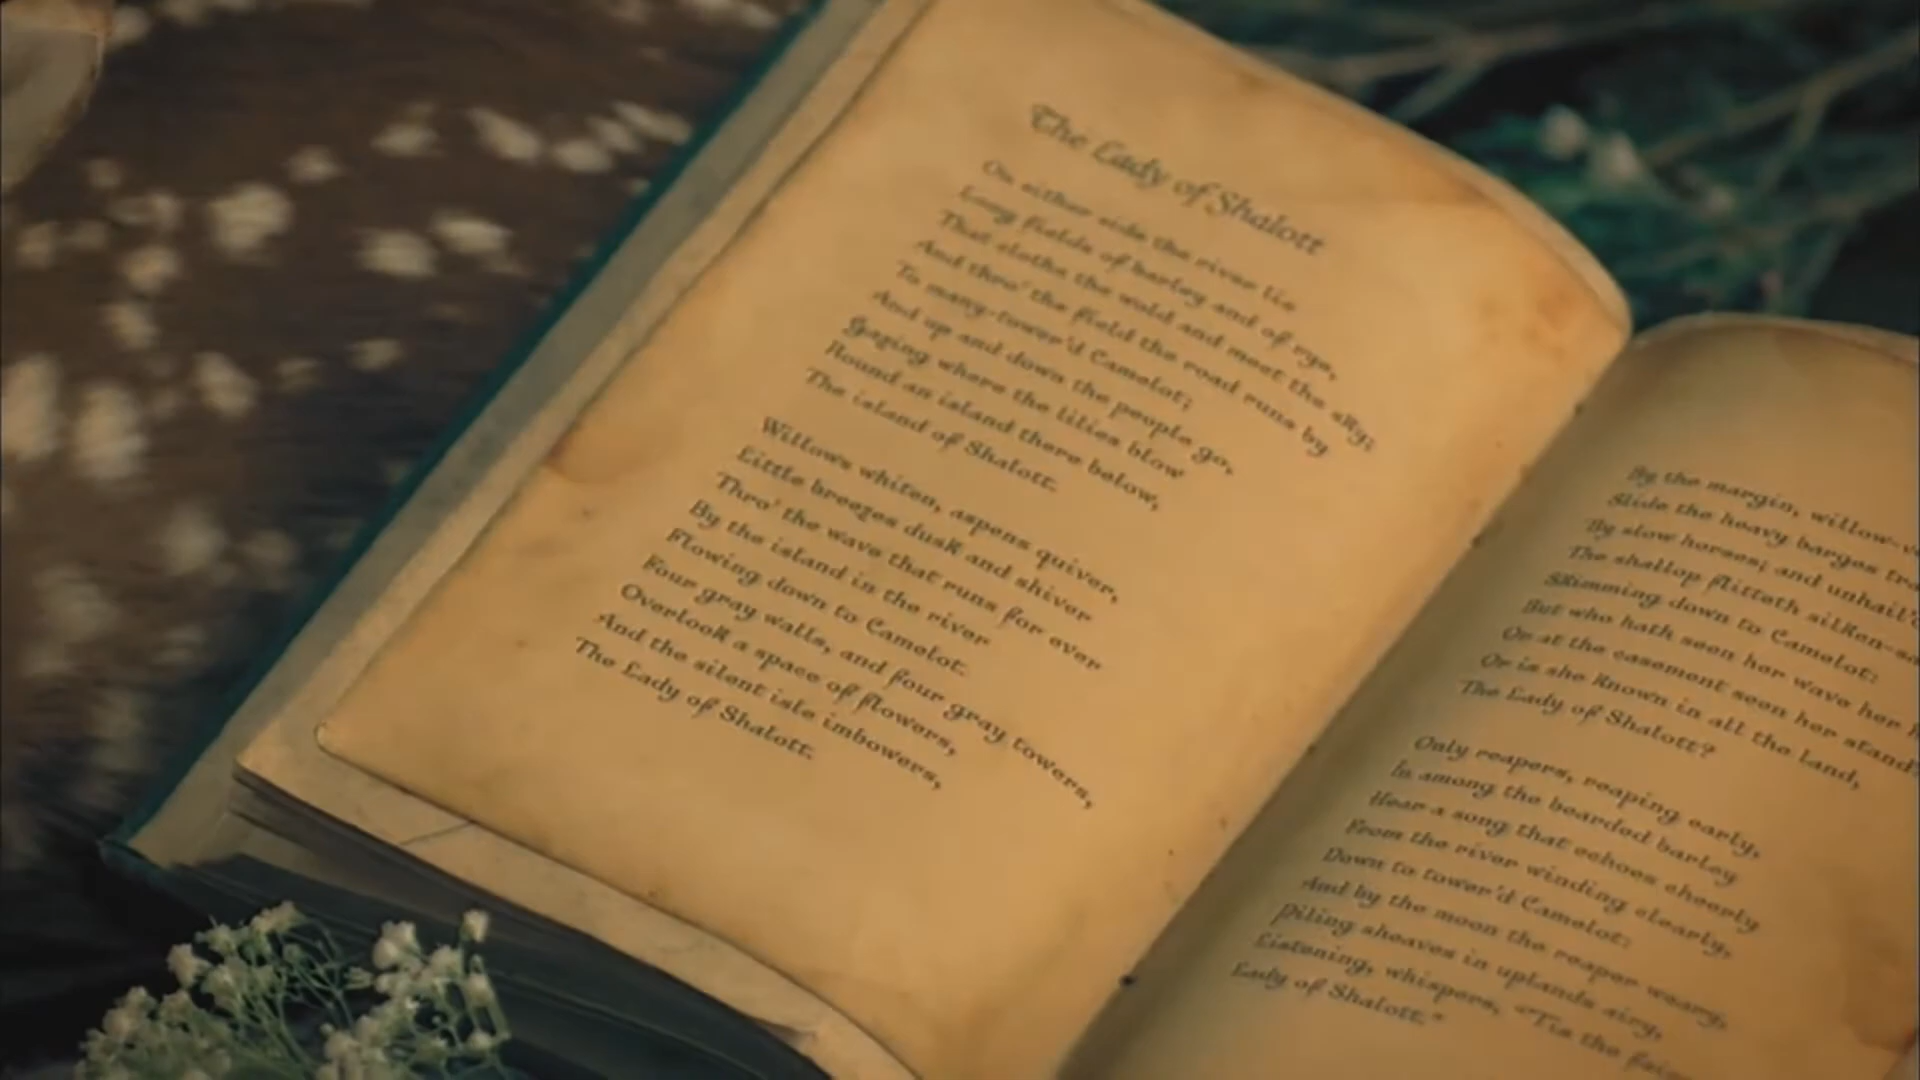 The Lady of Shalott
On either side the river lie
Long fields of barley and of rye,
That clothe the wold and meet the sky;
And thro' the field the road runs by
To many-tower'd Camelot;
And up and down the people go,
Gazing where the lilies blow
Round an island there below,
The island of Shalott.
Willows whiten, aspens quiver,
Little breezes dusk and shiver
Thro' the wave that runs for ever
By the island in the river
Flowing down to Camelot.
Four gray walls, and four gray towers,
Overlook a space of flowers,
And the silent isle imbowers,
The Lady of Shalott.
By the margin, willow-v
Slide the heavy barges tra
By slow horses; and unhail'd
The shallop flitteth silken-sa
Skimming down to Camelot:
But who hath seen her wave her h
Or at the casement seen her stand?
Or is she known in all the land,
The Lady of Shalott?
Only reapers, reaping early,
In among the bearded barley
Hear a song that echoes cheerly
From the river winding clearly,
Down to tower'd Camelot:
And by the moon the reaper weary,
Piling sheaves in uplands airy,
Listening, whispers, "'Tis the fairy
Lady of Shalott."